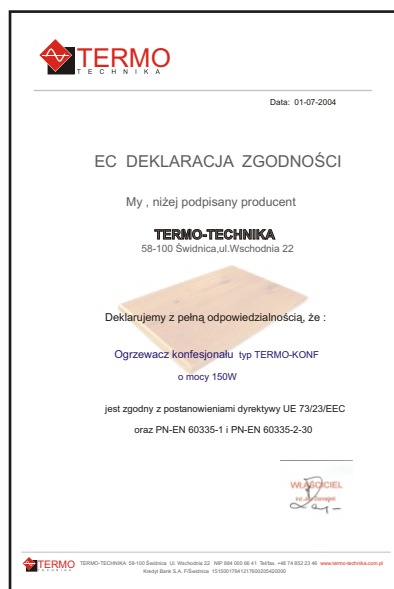 TERMO
TECHNIKA
Data: 01-07-2004
EC DEKLARACJA ZGODNOŚCI
My , niżej podpisany producent
TERMO-TECHNIKA
58-100 Świdnica,ul.Wschodnia 22
Deklarujemy z pełną odpowiedzialnością, że :
Ogrzewacz konfesjonału typ TERMO-KONF
o mocy 150W
jest zgodny z postanowieniami dyrektywy UE 73/23/EEC
oraz PN-EN 60335-1 i PN-EN 60335-2-30
WŁAŚCICIEL
TERMO
TECHNIKA
TERMO-TECHNIKA 58-100 Świdnica Ul. Wschodnia 22 NIP 884 000 66 41 Tel/fax. +48 74 852 23 46 www.termo-technika.com.pl
Kredyt Bank S.A. F/Świdnica